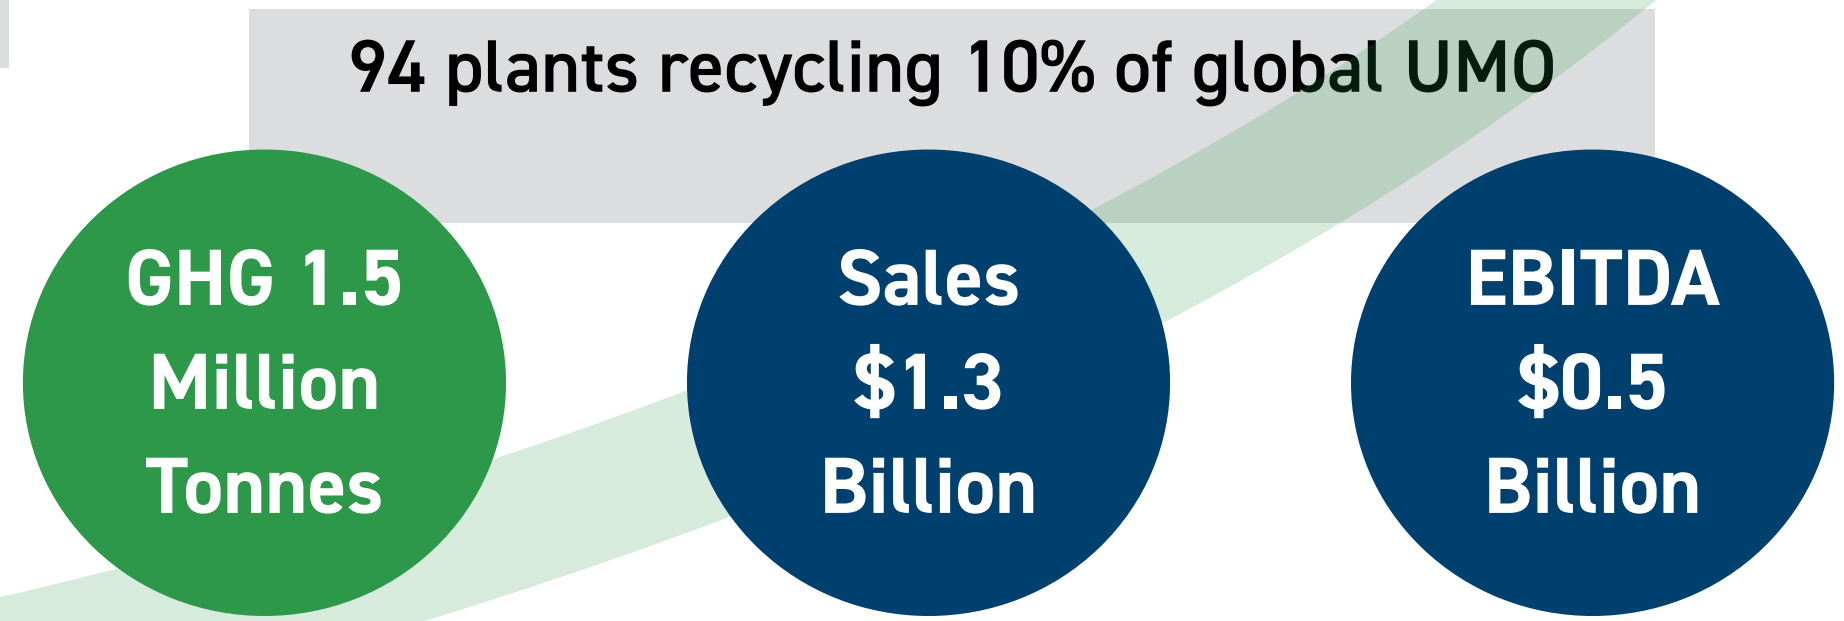 94 plants recycling 10% of global UMO
GHG 1.5
Million
Tonnes
Sales
$1.3
Billion
EBITDA
$0.5
Billion